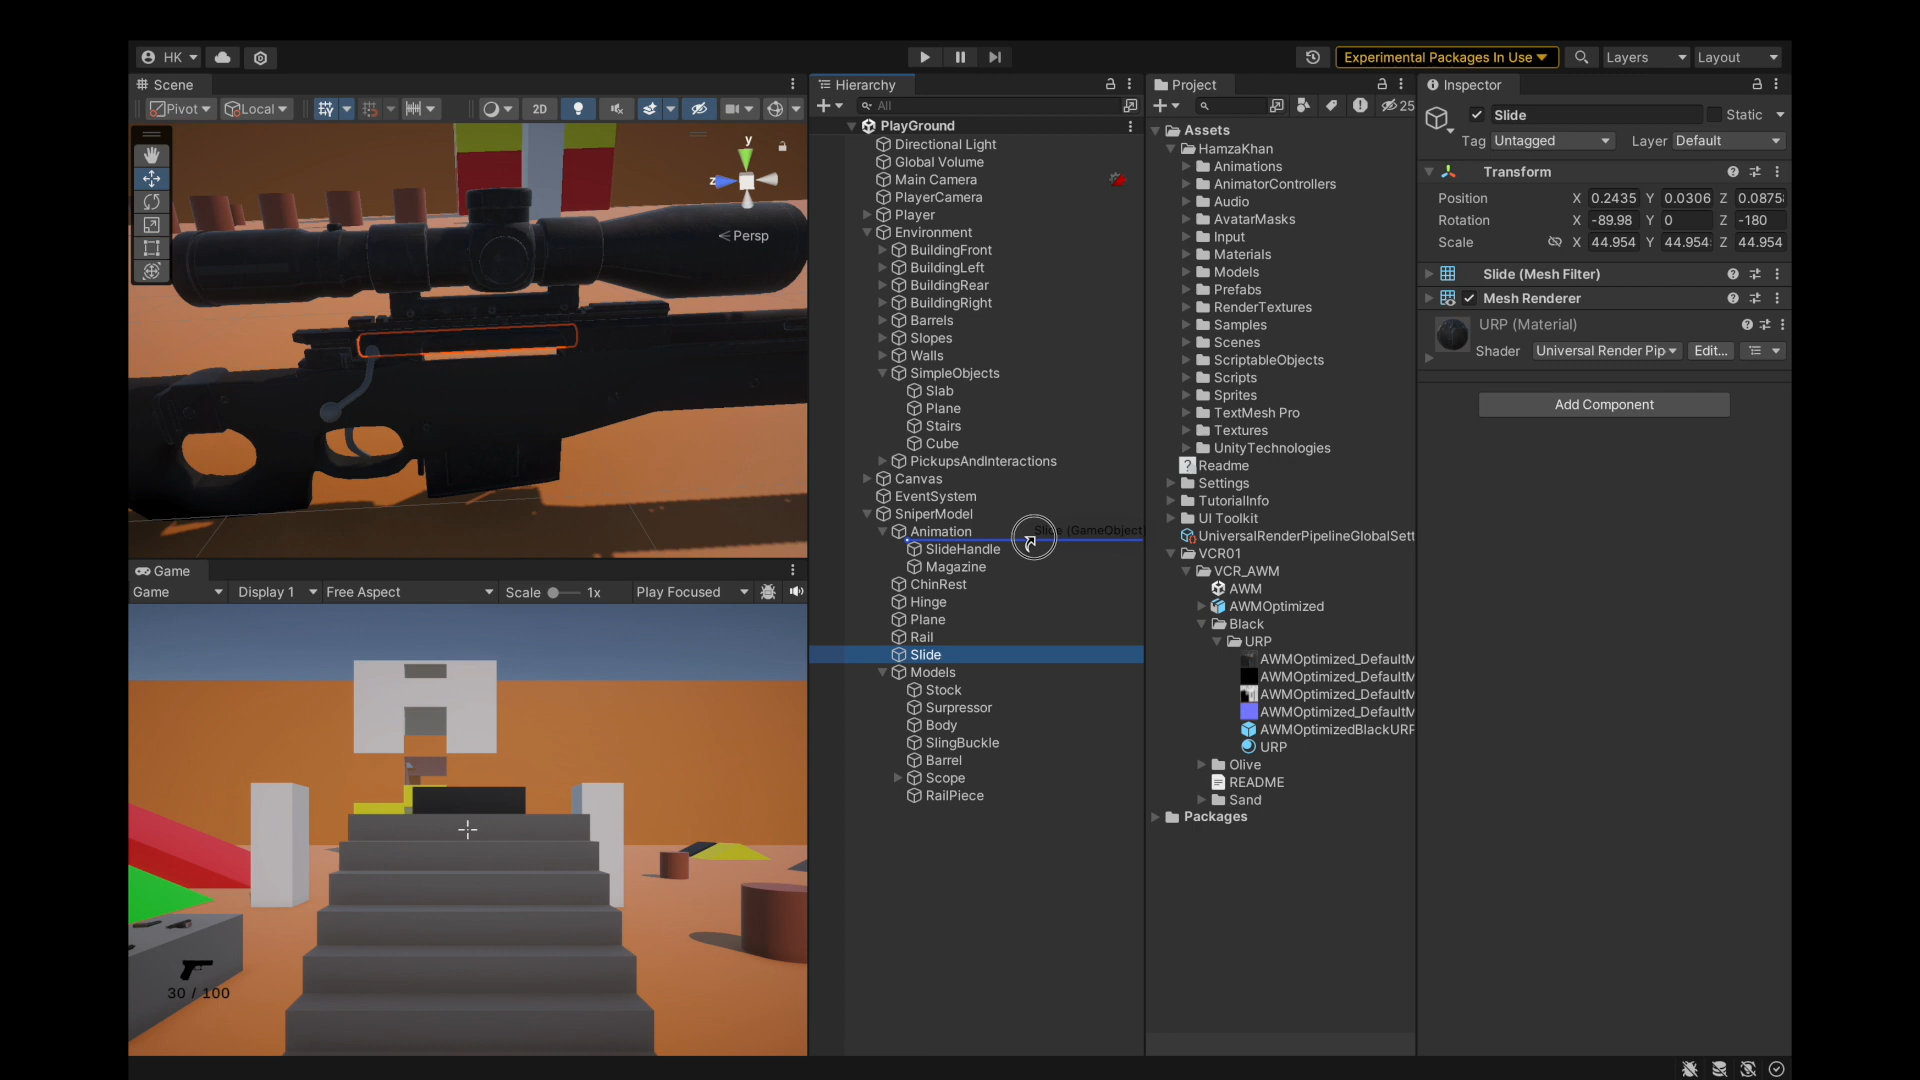 HK
Experimental Packages In Use
Layers
Layout
Scene
Pivot
Local
2D
y
z
Persp
Hierarchy
All
PlayGround
Directional Light
Global Volume
Main Camera
PlayerCamera
Player
Environment
BuildingFront
BuildingLeft
BuildingRear
BuildingRight
Barrels
Slopes
Walls
SimpleObjects
Slab
Plane
Stairs
Cube
PickupsAndInteractions
Canvas
EventSystem
SniperModel
Animation
Slide (GameObject
SlideHandle
Magazine
ChinRest
Hinge
Plane
Rail
Slide
Models
Stock
Surpressor
Body
SlingBuckle
Barrel
Scope
RailPiece
Game
Game
Display 1
Free Aspect
Scale
1x
Play Focused
30 / 100
Project
25
Assets
HamzaKhan
Animations
AnimatorControllers
Audio
AvatarMasks
Input
Materials
Models
Prefabs
RenderTextures
Samples
Scenes
ScriptableObjects
Scripts
Sprites
TextMesh Pro
Textures
UnityTechnologies
Readme
Settings
TutorialInfo
UI Toolkit
UniversalRenderPipelineGlobalSett
VCR01
VCR_AWM
AWM
AWMOptimized
Black
URP
AWMOptimized_DefaultM
AWMOptimized_DefaultM
AWMOptimized_DefaultM
AWMOptimized_DefaultM
AWMOptimizedBlackURP
URP
Olive
README
Sand
Packages
Inspector
Slide
Static
Tag Untagged Layer Default
Transform
Position X 0.2435 Y 0.0306 Z 0.0875
Rotation X -89.98 Y 0 Z -180
Scale X 44.954 Y 44.954 Z 44.954
Slide (Mesh Filter)
Mesh Renderer
URP (Material)
Shader Universal Render Pip Edit...
Add Component